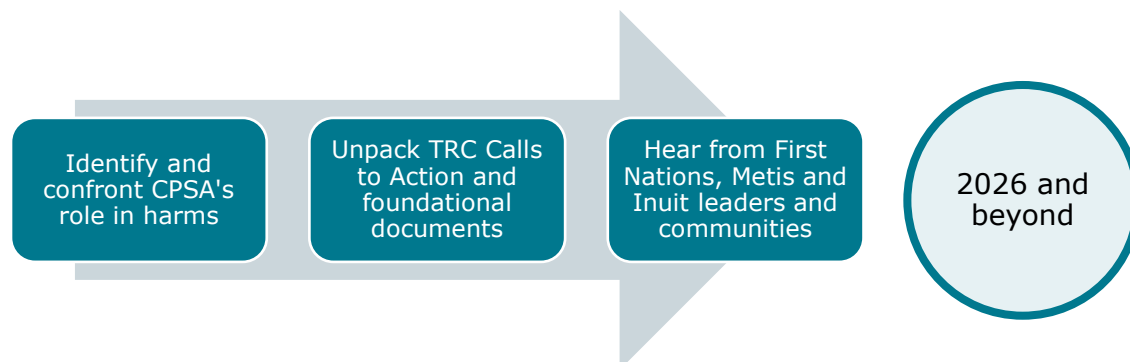 Identify and
confront CPSA's
role in harms
Unpack TRC Calls
to Action and
foundational
documents
Hear from First
Nations, Metis and
Inuit leaders and
communities
2026 and
beyond